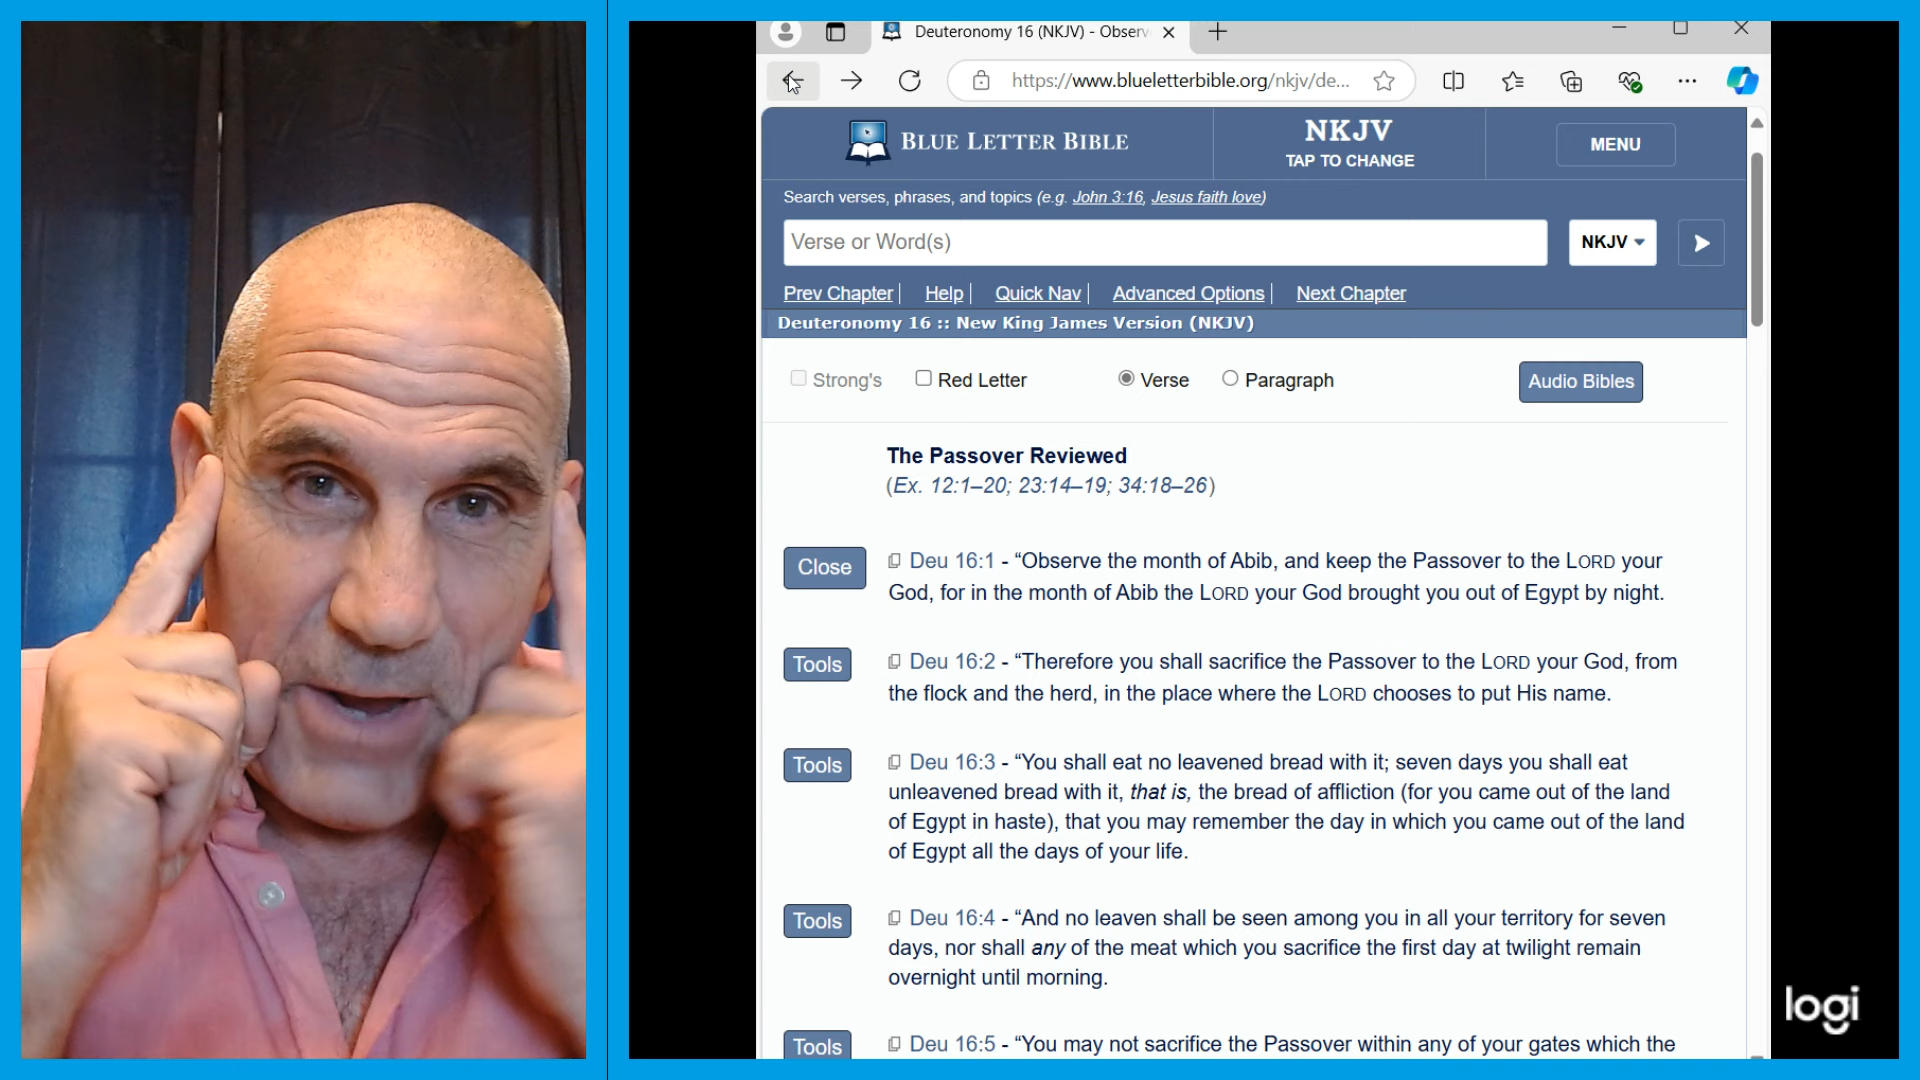 Deuteronomy 16 (NKJV) - Observ
https://www.blueletterbible.org/nkjv/de...
BLUE LETTER BIBLE
NKJV
TAP TO CHANGE
MENU
Search verses, phrases, and topics (e.g. John 3:16, Jesus faith love)
Verse or Word(s)
NKJV
Prev Chapter | Help | Quick Nav | Advanced Options | Next Chapter
Deuteronomy 16 :: New King James Version (NKJV)
Strong's Red Letter Verse Paragraph Audio Bibles
The Passover Reviewed
(Ex. 12:1–20; 23:14–19; 34:18–26)
Close Deu 16:1 - “Observe the month of Abib, and keep the Passover to the LORD your
God, for in the month of Abib the LORD your God brought you out of Egypt by night.
Tools Deu 16:2 - “Therefore you shall sacrifice the Passover to the LORD your God, from
the flock and the herd, in the place where the LORD chooses to put His name.
Tools Deu 16:3 - “You shall eat no leavened bread with it; seven days you shall eat
unleavened bread with it, that is, the bread of affliction (for you came out of the land
of Egypt in haste), that you may remember the day in which you came out of the land
of Egypt all the days of your life.
Tools Deu 16:4 - “And no leaven shall be seen among you in all your territory for seven
days, nor shall any of the meat which you sacrifice the first day at twilight remain
overnight until morning.
Tools Deu 16:5 - “You may not sacrifice the Passover within any of your gates which the
logi